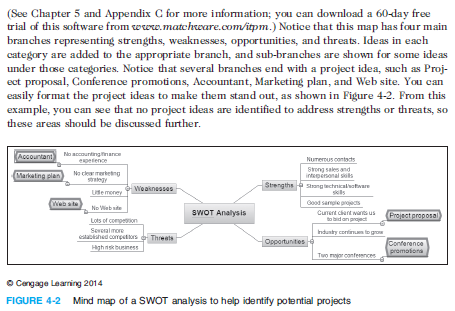 (See Chapter 5 and Appendix C for more information; you can download a 60-day free
trial of this software from www.matchware.com/itpm.) Notice that this map has four main
branches representing strengths, weaknesses, opportunities, and threats. Ideas in each
category are added to the appropriate branch, and sub-branches are shown for some ideas
under those categories. Notice that several branches end with a project idea, such as Proj-
ect proposal, Conference promotions, Accountant, Marketing plan, and Web site. You can
easily format the project ideas to make them stand out, as shown in Figure 4-2. From this
example, you can see that no project ideas are identified to address strengths or threats, so
these areas should be discussed further.
Accountant
No accounting/finance
experience
Marketing plan
No clear marketing
strategy
Little money
Web site
No Web site
Weaknesses
Lots of competition
Several more
established competitors
High risk business
Threats
SWOT Analysis
Strengths
Numerous contacts
Strong sales and
interpersonal skills
Strong technical/software
skills
Good sample projects
Opportunities
Current client wants us
to bid on project
Project proposal
Industry continues to grow
Two major conferences
Conference
promotions
© Cengage Learning 2014
FIGURE 4-2 Mind map of a SWOT analysis to help identify potential projects